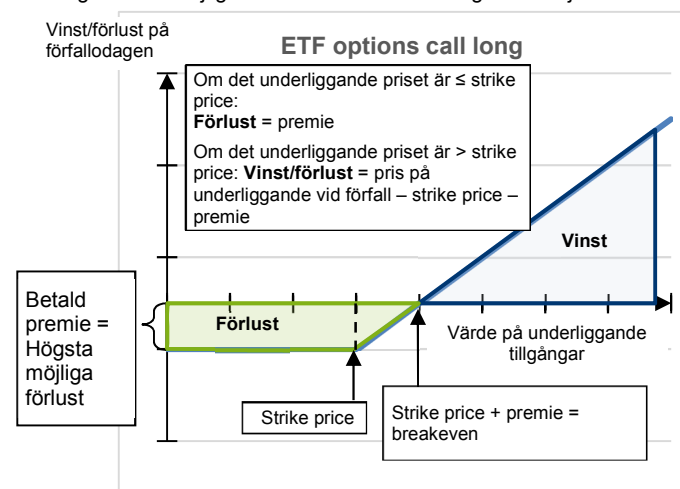 Vinst/förlust på
förfallodagen
ETF options call long
Om det underliggande priset är ≤ strike
price:
Förlust = premie
Om det underliggande priset är > strike
price: Vinst/förlust = pris på
underliggande vid förfall – strike price –
premie
Vinst
Betald
premie =
Högsta
möjliga
förlust
Förlust
Värde på underliggande
tillgångar
Strike price
Strike price + premie =
breakeven